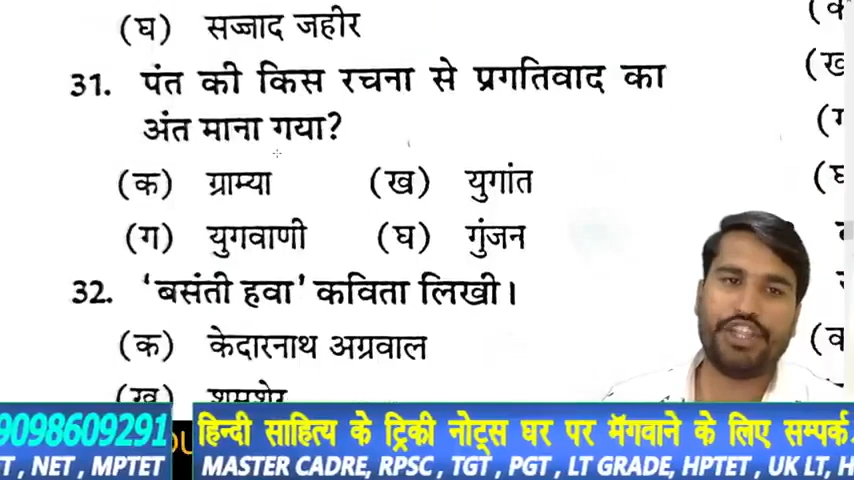 (घ) सज्जाद जहीर
31. पंत की किस रचना से प्रगतिवाद का
अंत माना गया?
(क) ग्राम्या (ख) युगांत
(ग) युगवाणी (घ) गुंजन
32. 'बसंती हवा' कविता लिखी।
(क) केदारनाथ अग्रवाल
(ख) शमशेर
(ख
(घ
9098609291 हिन्दी साहित्य के ट्रिकी नोट्स घर पर मँगवाने के लिए सम्पर्क
T , NET , MPTET MASTER CADRE, RPSC , TGT , PGT , LT GRADE, HPTET , UK LT, H